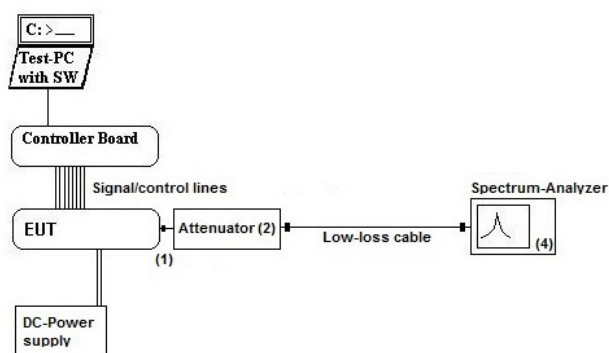 C: >__
Test-PC
with SW
Controller Board
Signal/control lines
Spectrum-Analyzer
EUT
Attenuator (2)
Low-loss cable
(4)
(1)
DC-Power
supply